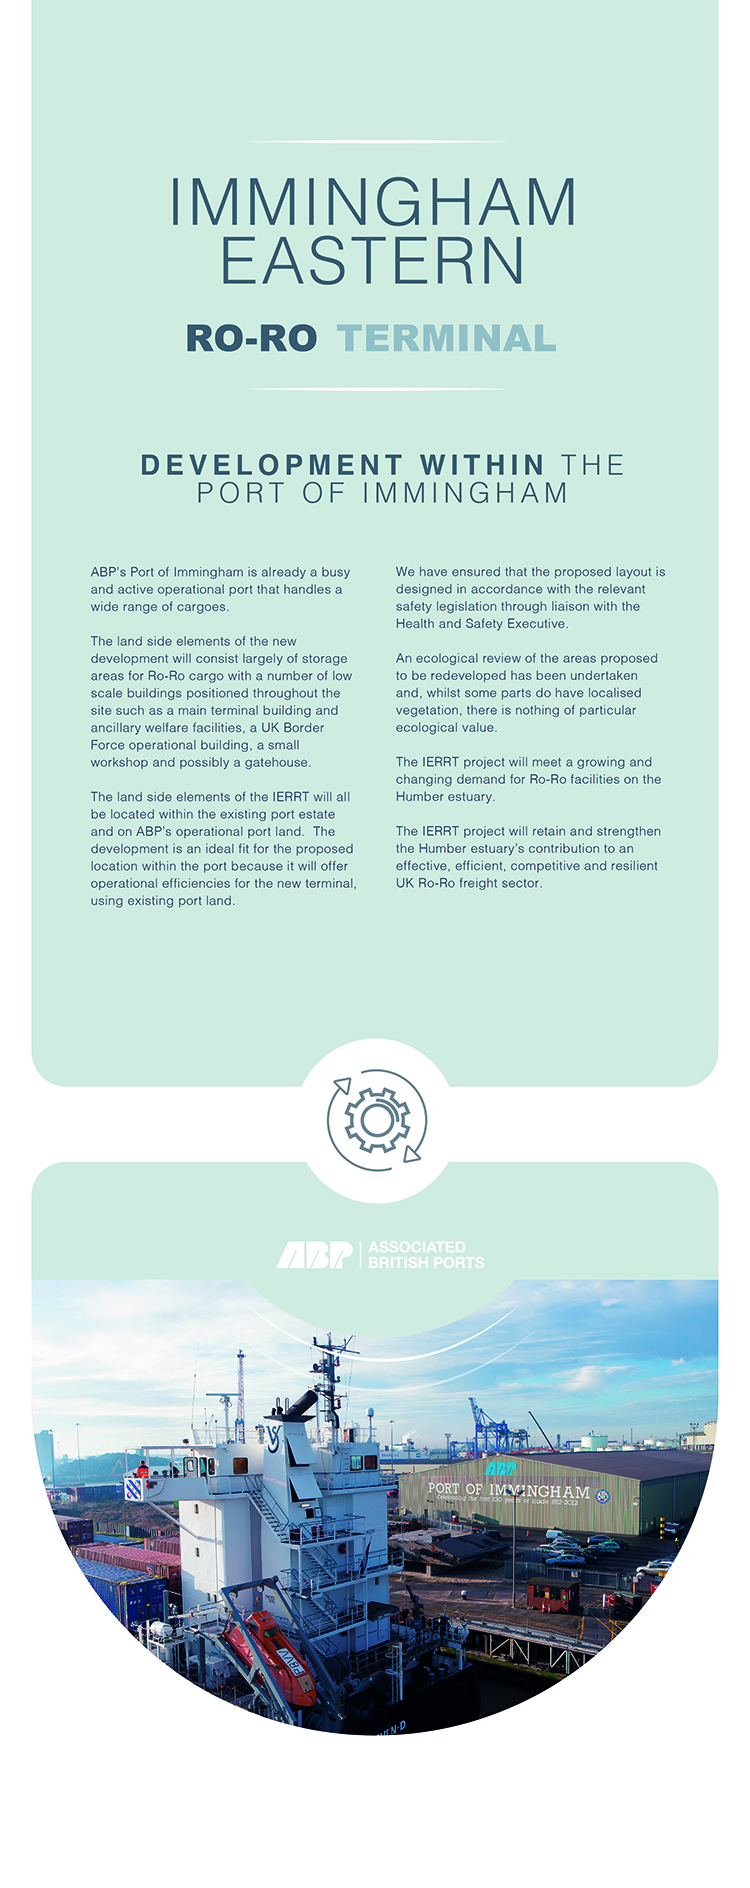 IMMINGHAM
EASTERN
RO-RO TERMINAL
DEVELOPMENT WITHIN THE
PORT OF IMMINGHAM
ABP's Port of Immingham is already a busy
and active operational port that handles a
wide range of cargoes.
The land side elements of the new
development will consist largely of storage
areas for Ro-Ro cargo with a number of low
scale buildings positioned throughout the
site such as a main terminal building and
ancillary welfare facilities, a UK Border
Force operational building, a small
workshop and possibly a gatehouse.
The land side elements of the IERRT will all
be located within the existing port estate
and on ABP's operational port land.  The
development is an ideal fit for the proposed
location within the port because it will offer
operational efficiencies for the new terminal,
using existing port land.
We have ensured that the proposed layout is
designed in accordance with the relevant
safety legislation through liaison with the
Health and Safety Executive.
An ecological review of the areas proposed
to be redeveloped has been undertaken
and, whilst some parts do have localised
vegetation, there is nothing of particular
ecological value.
The IERRT project will meet a growing and
changing demand for Ro-Ro facilities on the
Humber estuary.
The IERRT project will retain and strengthen
the Humber estuary's contribution to an
effective, efficient, competitive and resilient
UK Ro-Ro freight sector.
ABP
ASSOCIATED
BRITISH PORTS
ABP
PORT OF IMMINGHAM
Celebrating the first 100 years of trade 1912-2012